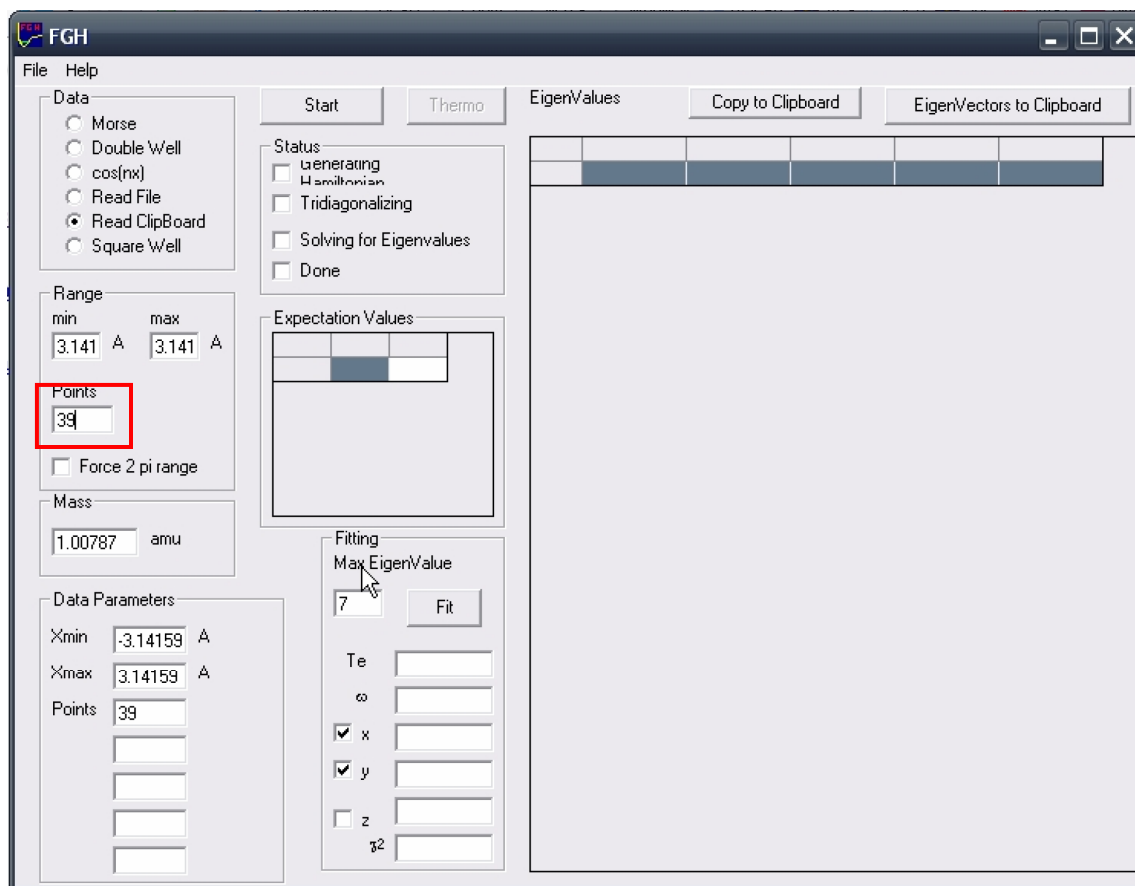 FGH
File Help
Data
Morse
Double Well
cos(nx)
Read File
Read ClipBoard
Square Well
Start
Thermo
Status
Generating
Hamiltonian
Tridiagonalizing
Solving for Eigenvalues
Done
EigenValues
Copy to Clipboard
EigenVectors to Clipboard
Range
min max
3.141 A 3.141 A
Points
39
Force 2 pi range
Expectation Values
Mass
1.00787 amu
Fitting
Max EigenValue
7
Fit
Te
ω
x
y
z
Data Parameters
Xmin -3.14159 A
Xmax 3.14159 A
Points 39